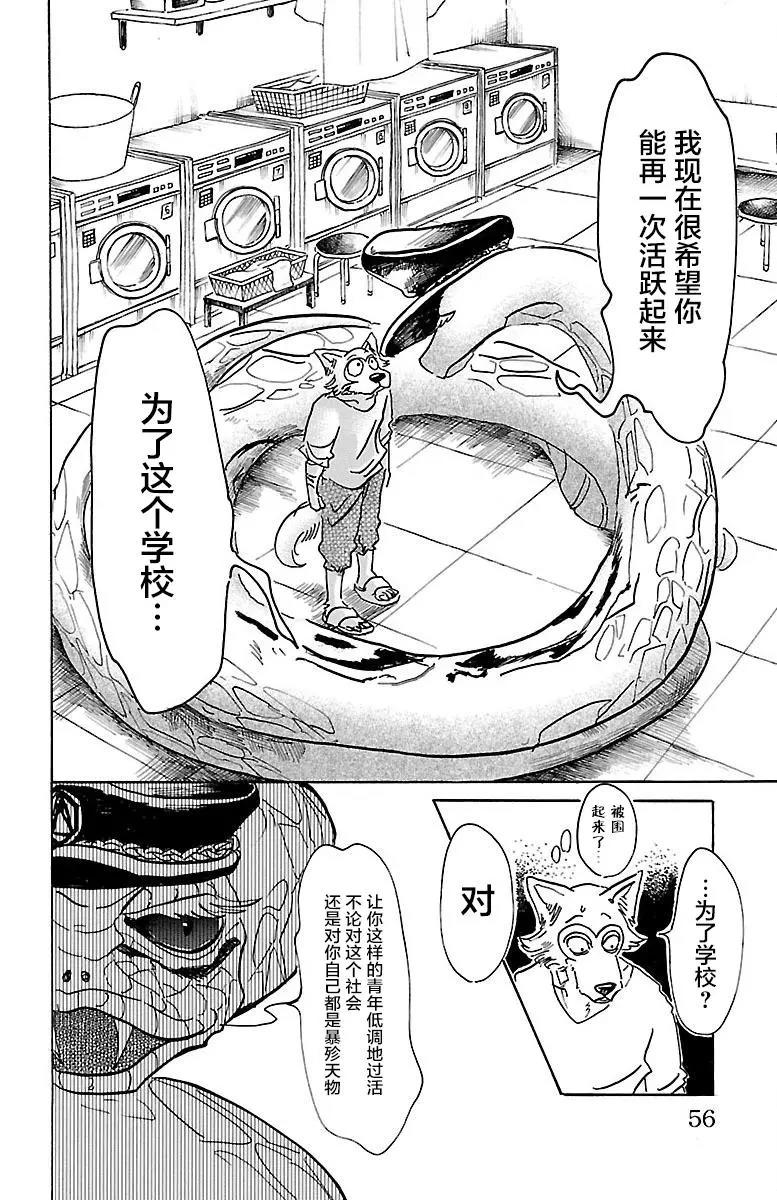 我现在很希望你
能再一次活跃起来
为了这个学校…
…为了学校?
被围
起来了…
对
让你这样的青年低调地过活
不论对这个社会
还是对你自己都是暴殄天物
56